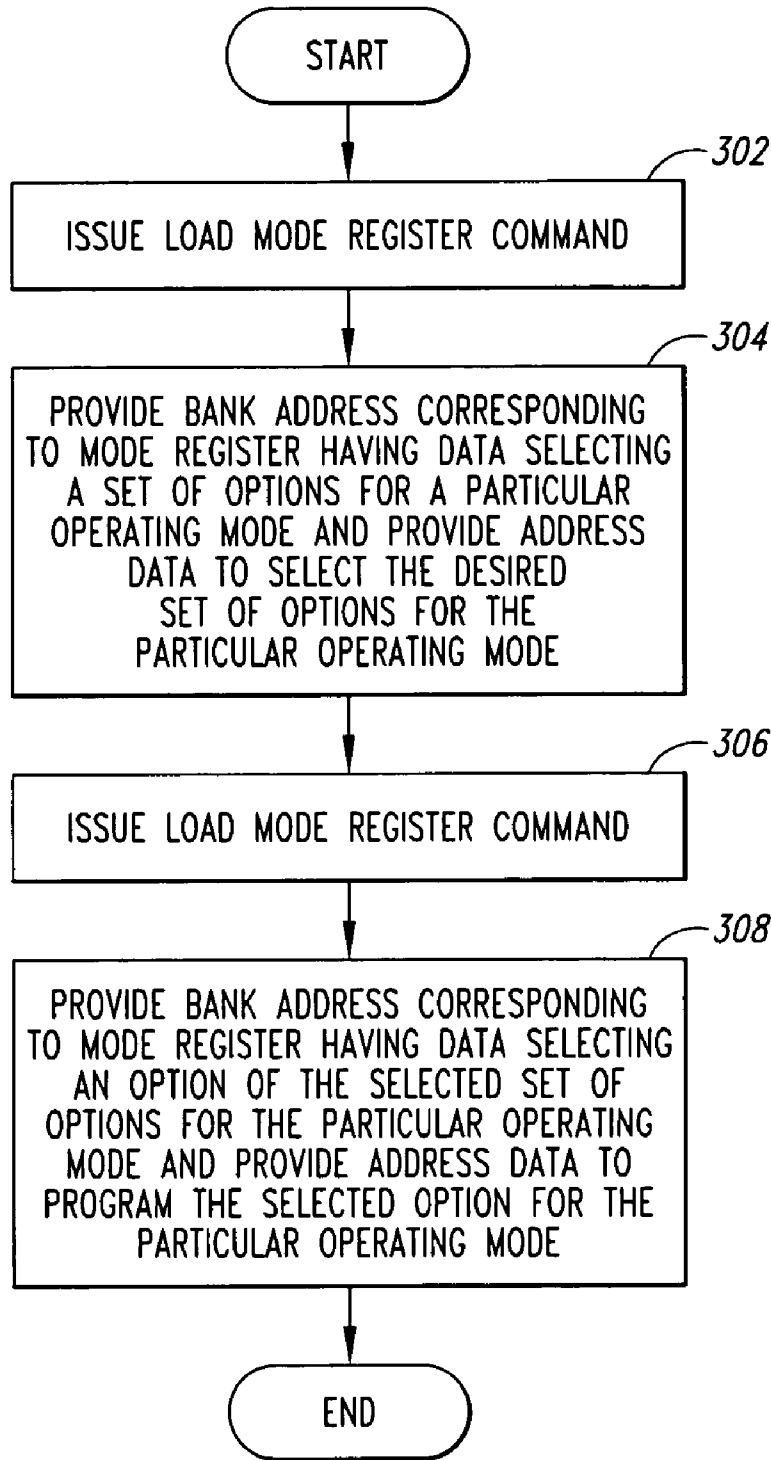 START
302
ISSUE LOAD MODE REGISTER COMMAND
304
PROVIDE BANK ADDRESS CORRESPONDING
TO MODE REGISTER HAVING DATA SELECTING
A SET OF OPTIONS FOR A PARTICULAR
OPERATING MODE AND PROVIDE ADDRESS
DATA TO SELECT THE DESIRED
SET OF OPTIONS FOR THE
PARTICULAR OPERATING MODE
306
ISSUE LOAD MODE REGISTER COMMAND
308
PROVIDE BANK ADDRESS CORRESPONDING
TO MODE REGISTER HAVING DATA SELECTING
AN OPTION OF THE SELECTED SET OF
OPTIONS FOR THE PARTICULAR OPERATING
MODE AND PROVIDE ADDRESS DATA TO
PROGRAM THE SELECTED OPTION FOR THE
PARTICULAR OPERATING MODE
END